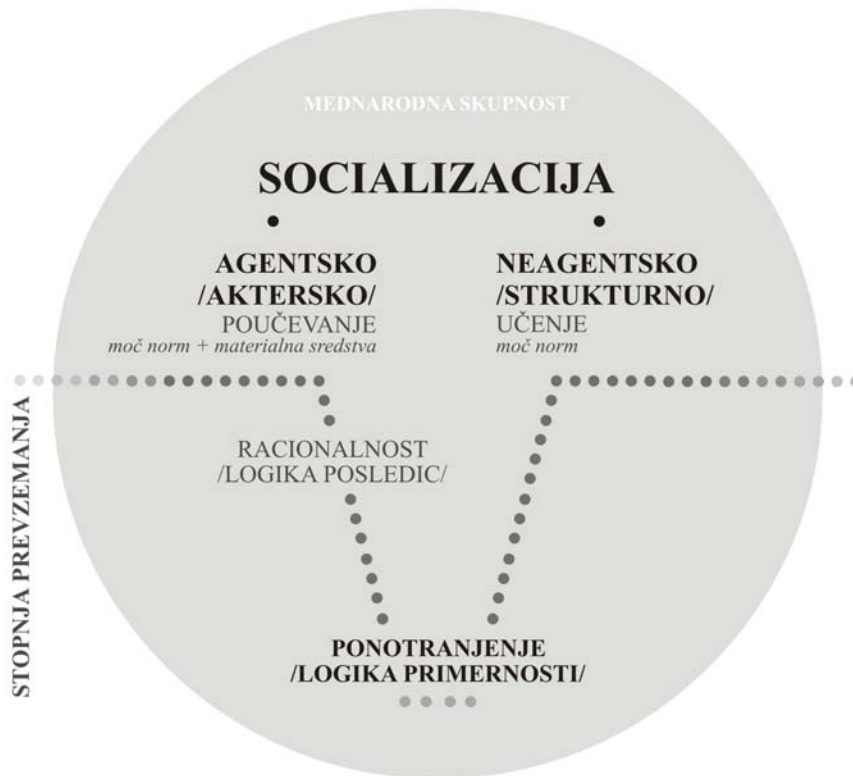 MEDNARODNA SKUPNOST
SOCIALIZACIJA
AGENTSKO
/AKTERSKO/
POUČEVANJE
moč norm + materialna sredstva
NEAGENTSKO
/STRUKTURNO/
UČENJE
moč norm
STOPNJA PREVZEMANJA
RACIONALNOST
/LOGIKA POSLEDIC/
PONOTRANJENJE
/LOGIKA PRIMERNOSTI/